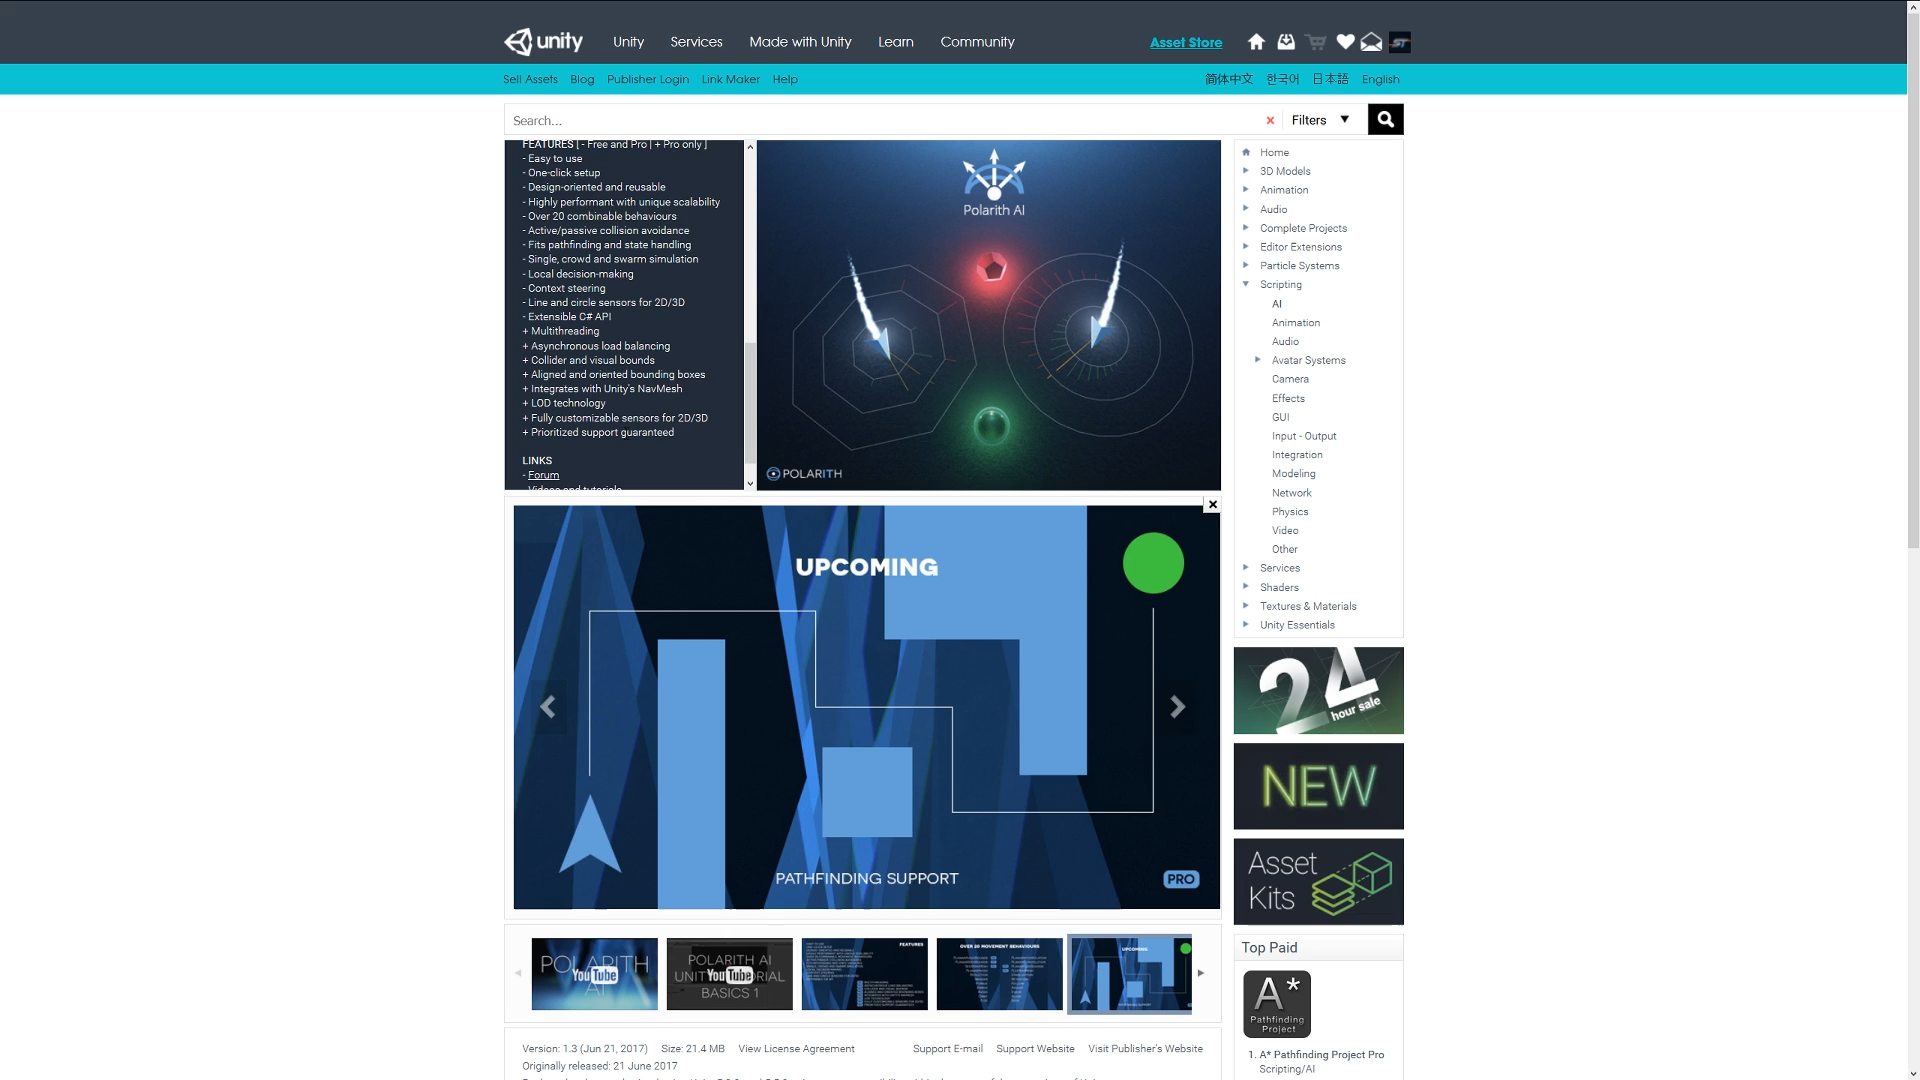 unity
Unity
Services
Made with Unity
Learn
Community
Asset Store
Sell Assets
Blog
Publisher Login
Link Maker
Help
简体中文
한국어
日本語
English
Search...
Filters
FEATURES [ - Free and Pro | + Pro only ]
- Easy to use
- One-click setup
- Design-oriented and reusable
- Highly performant with unique scalability
- Over 20 combinable behaviours
- Active/passive collision avoidance
- Fits pathfinding and state handling
- Single, crowd and swarm simulation
- Local decision-making
- Context steering
- Line and circle sensors for 2D/3D
- Extensible C# API
+ Multithreading
+ Asynchronous load balancing
+ Collider and visual bounds
+ Aligned and oriented bounding boxes
+ Integrates with Unity's NavMesh
+ LOD technology
+ Fully customizable sensors for 2D/3D
+ Prioritized support guaranteed
LINKS
- Forum
- Videos and tutorials
Polarith AI
POLARITH
Home
3D Models
Animation
Audio
Complete Projects
Editor Extensions
Particle Systems
Scripting
AI
Animation
Audio
Avatar Systems
Camera
Effects
GUI
Input - Output
Integration
Modeling
Network
Physics
Video
Other
Services
Shaders
Textures & Materials
Unity Essentials
UPCOMING
PATHFINDING SUPPORT
PRO
24
hour sale
NEW
Asset
Kits
POLARITH
AI
YouTube
POLARITH AI
YouTube
BASICS 1
FEATURES
OVER 20 MOVEMENT BEHAVIOURS
UPCOMING
Top Paid
A*
Pathfinding
Project
1. A* Pathfinding Project Pro
Scripting/AI
Version: 1.3 (Jun 21, 2017)
Size: 21.4 MB
View License Agreement
Support E-mail
Support Website
Visit Publisher's Website
Originally released: 21 June 2017